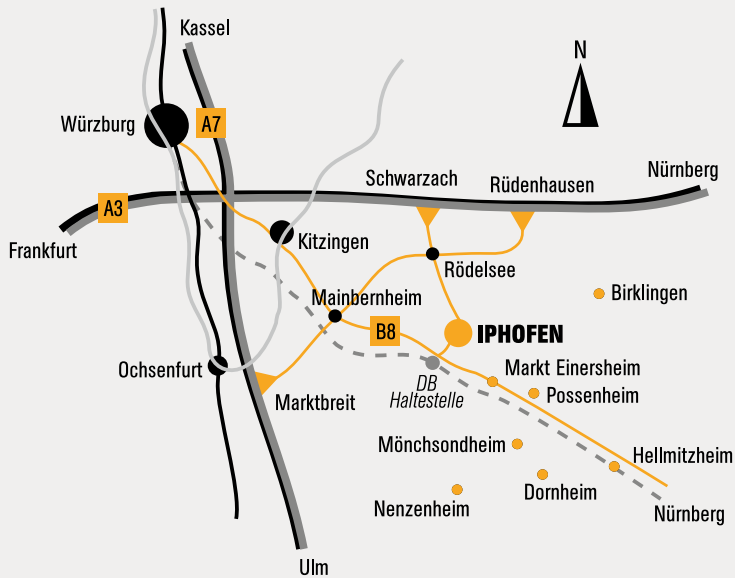 Kassel
N
Würzburg
A7
Schwarzach
Rüdenhausen
Nürnberg
A3
Frankfurt
Kitzingen
Rödelsee
Birklingen
Mainbernheim
B8
IPHOFEN
Ochsenfurt
DB
Haltestelle
Markt Einersheim
Possenheim
Marktbreit
Mönchsondheim
Hellmitzheim
Dornheim
Nenzenheim
Nürnberg
Ulm